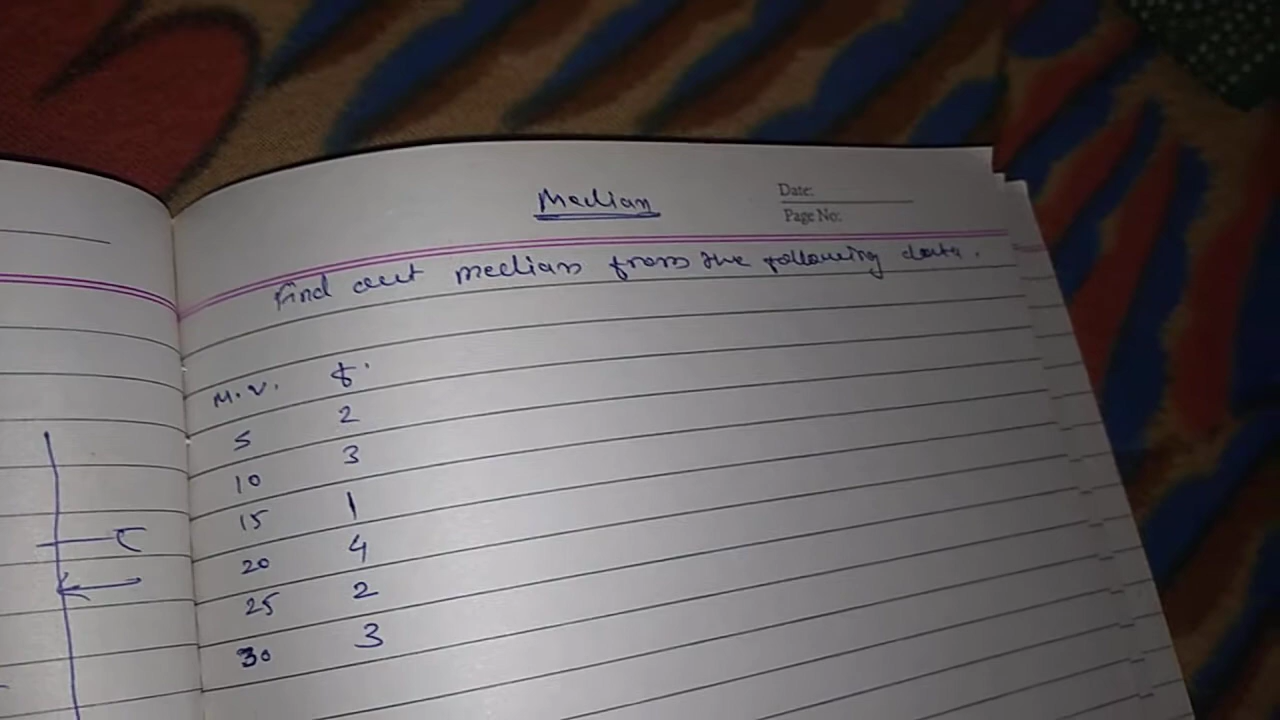 Median
Date:
Page No:
Find out median from the following data.
M.V. f.
5 2
10 3
15 1
20 4
25 2
30 3